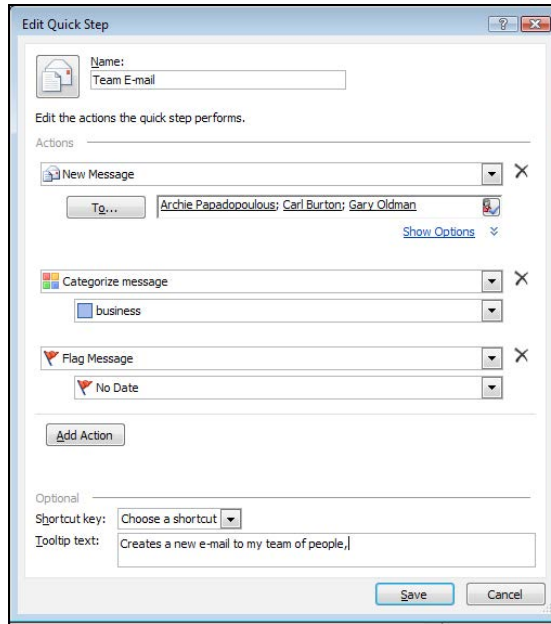 Edit Quick Step
Name:
Team E-mail
Edit the actions the quick step performs.
Actions
New Message
To...
Archie Papadopoulous; Carl Burton; Gary Oldman
Show Options
Categorize message
business
Flag Message
No Date
Add Action
Optional
Shortcut key: Choose a shortcut
Tooltip text: Creates a new e-mail to my team of people,
Save Cancel